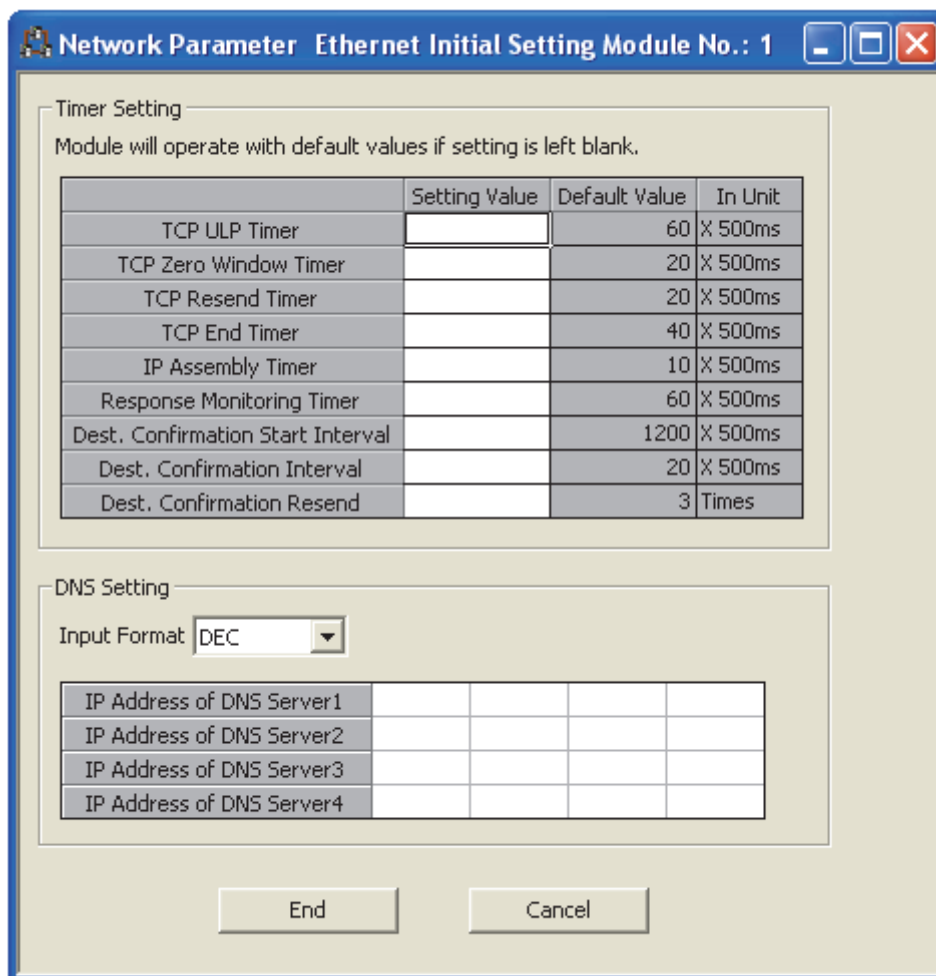 Network Parameter Ethernet Initial Setting Module No.: 1
Timer Setting
Module will operate with default values if setting is left blank.
Setting Value Default Value In Unit
TCP ULP Timer 60 X 500ms
TCP Zero Window Timer 20 X 500ms
TCP Resend Timer 20 X 500ms
TCP End Timer 40 X 500ms
IP Assembly Timer 10 X 500ms
Response Monitoring Timer 60 X 500ms
Dest. Confirmation Start Interval 1200 X 500ms
Dest. Confirmation Interval 20 X 500ms
Dest. Confirmation Resend 3 Times
DNS Setting
Input Format DEC
IP Address of DNS Server1
IP Address of DNS Server2
IP Address of DNS Server3
IP Address of DNS Server4
End Cancel